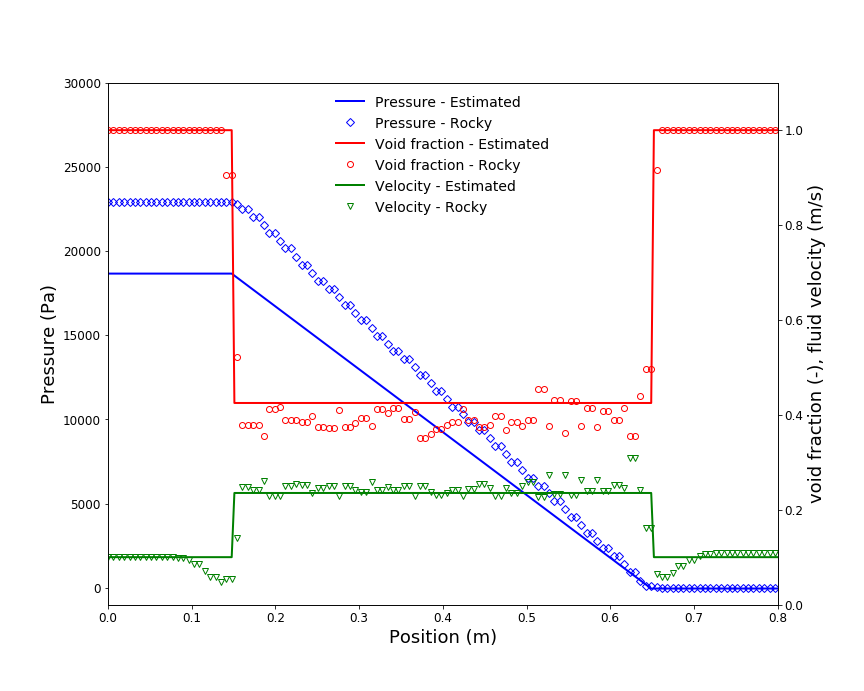 30000
25000
20000
15000
10000
5000
0
Pressure (Pa)
Pressure - Estimated
Pressure - Rocky
Void fraction - Estimated
Void fraction - Rocky
Velocity - Estimated
Velocity - Rocky
1.0
0.8
0.6
0.4
0.2
0.0
void fraction (-), fluid velocity (m/s)
0.0 0.1 0.2 0.3 0.4 0.5 0.6 0.7 0.8
Position (m)